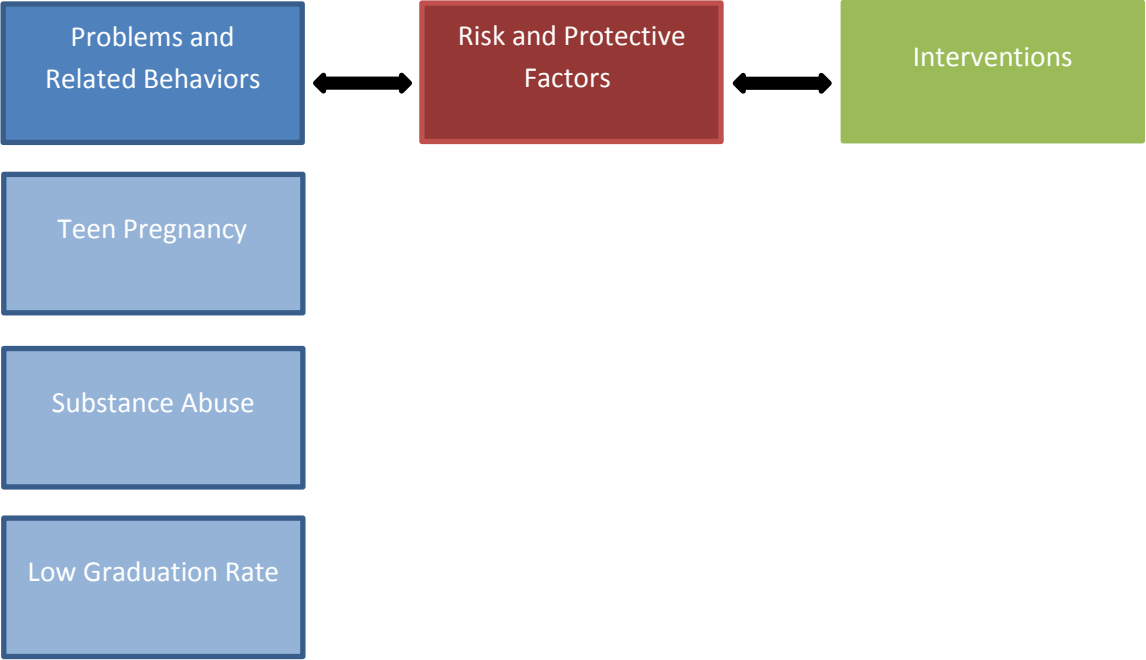 Problems and
Related Behaviors
Risk and Protective
Factors
Interventions
Teen Pregnancy
Substance Abuse
Low Graduation Rate